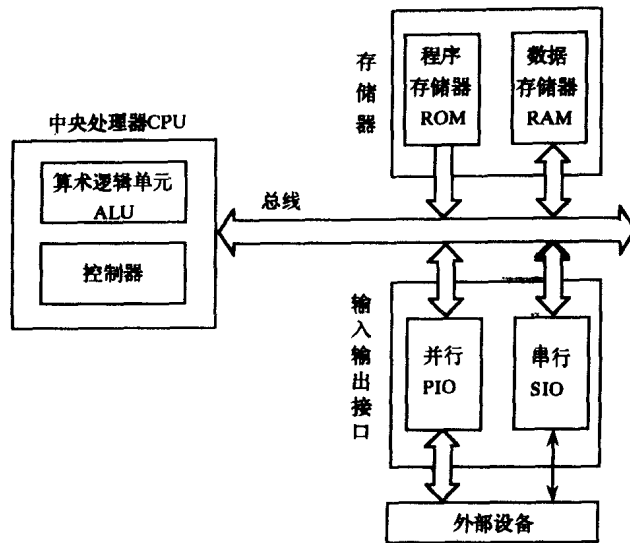 存储器
程序
存储器
ROM
数据
存储器
RAM
中央处理器CPU
算术逻辑单元
ALU
控制器
总线
输入输出接口
并行
PIO
串行
SIO
外部设备